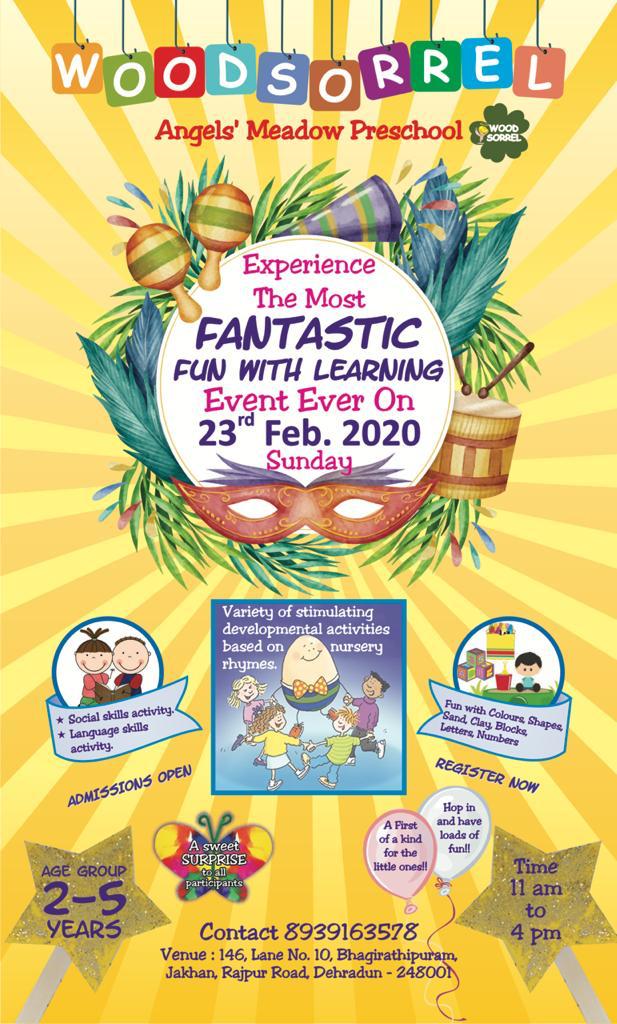 WOODSORREL
Angels' Meadow Preschool
WOOD
SORREL
Experience
The Most
FANTASTIC
FUN WITH LEARNING
Event Ever On
23rd Feb. 2020
Sunday
Variety of stimulating
developmental activities
based on nursery
rhymes.
★ Social skills activity.
★ Language skills
activity.
Fun with Colours, Shapes,
Sand, Clay, Blocks,
Letters, Numbers
ADMISSIONS OPEN
REGISTER NOW
A sweet
SURPRISE
to all
participants
A First
of a kind
for the
little ones!!
Hop in
and have
loads of
fun!!
AGE GROUP
2-5
YEARS
Time
11 am
to
4 pm
Contact 8939163578
Venue : 146, Lane No. 10, Bhagirathipuram,
Jakhan, Rajpur Road, Dehradun - 248001